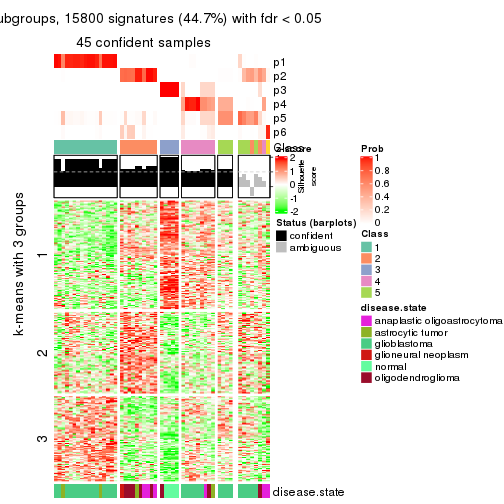 ubgroups, 15800 signatures (44.7%) with fdr < 0.05
45 confident samples
p1
p2
p3
p4
p5
p6
Class
z-score
2
1
0
-1
-2
Silhouette
score
Prob
1
0.8
0.6
0.4
0.2
0
Status (barplots)
confident
ambiguous
Class
1
2
3
4
5
disease.state
anaplastic oligoastrocytoma
astrocytic tumor
glioblastoma
glioneural neoplasm
normal
oligodendroglioma
k-means with 3 groups
1
2
3
disease.state